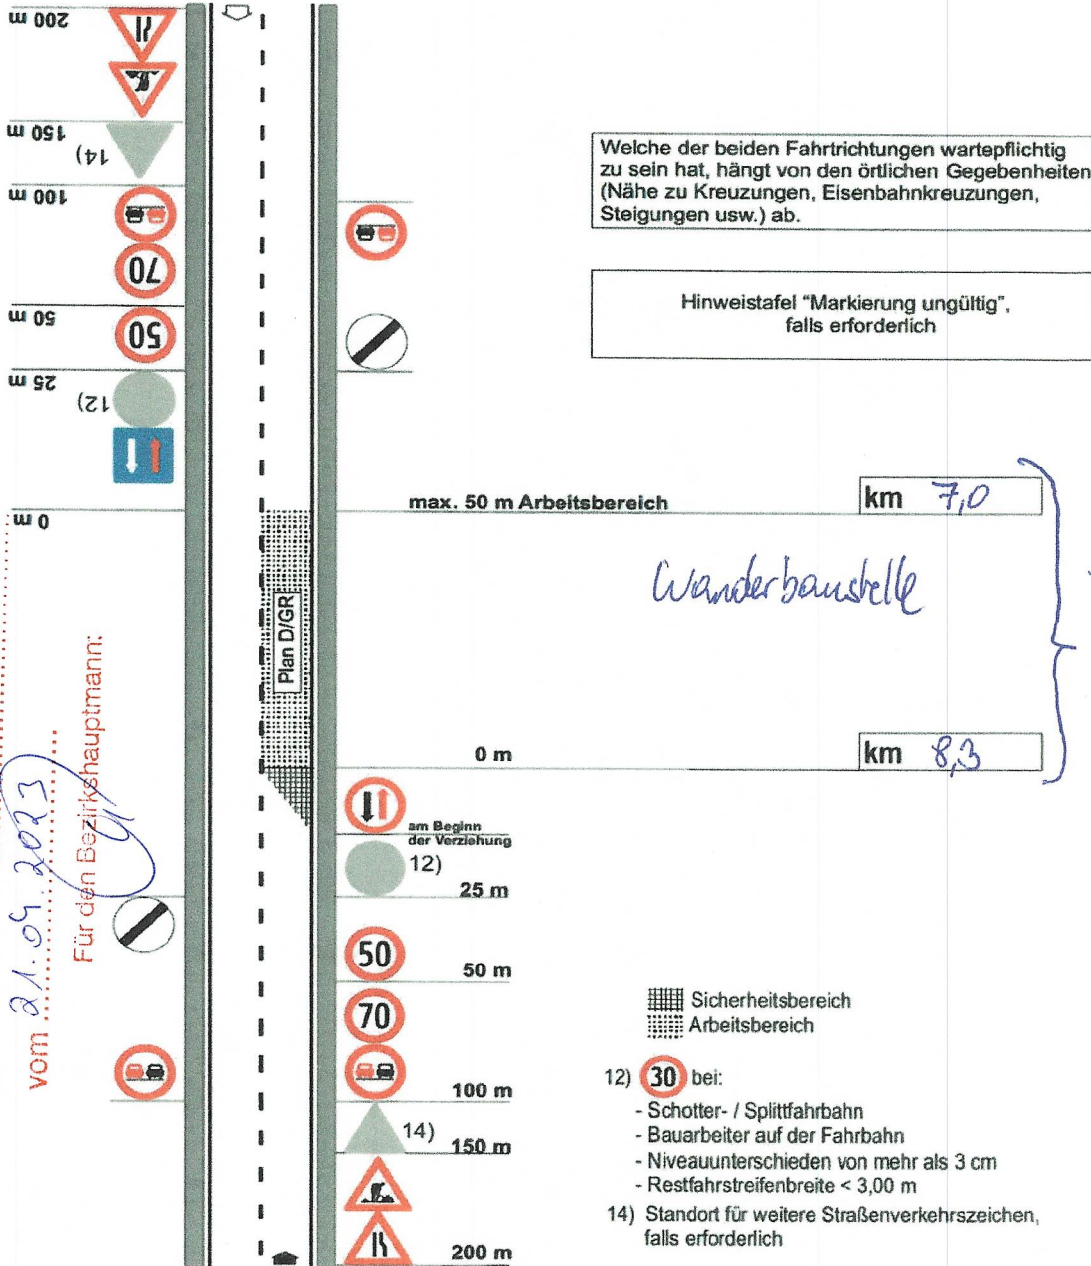 200 m
150 m
14)
100 m
70
50 m
50
25 m
12)
0 m
Welche der beiden Fahrtrichtungen wartepflichtig
zu sein hat, hängt von den örtlichen Gegebenheiten
(Nähe zu Kreuzungen, Eisenbahnkreuzungen,
Steigungen usw.) ab.
Hinweistafel "Markierung ungültig",
falls erforderlich
max. 50 m Arbeitsbereich
km 7,0
Wanderbaustelle
Plan D/GR
0 m
km 8,3
am Beginn
der Verziehung
12)
25 m
50
50 m
70
100 m
14)
150 m
200 m
vom 21.09.2023
Für den Bezirkshauptmann:
Sicherheitsbereich
Arbeitsbereich
12) 30 bei:
- Schotter- / Splittfahrbahn
- Bauarbeiter auf der Fahrbahn
- Niveauunterschieden von mehr als 3 cm
- Restfahrstreifenbreite < 3,00 m
14) Standort für weitere Straßenverkehrszeichen,
falls erforderlich